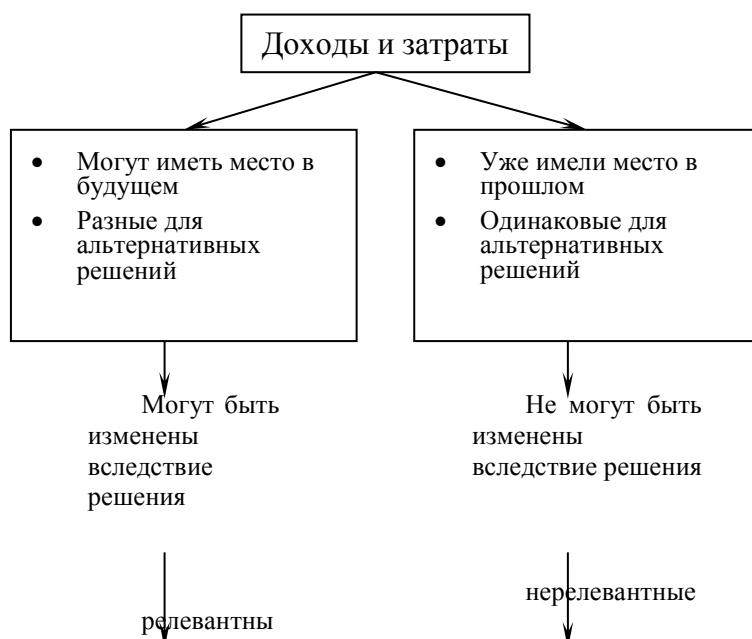 Доходы и затраты
• Могут иметь место в
будущем
• Разные для
альтернативных
решений
• Уже имели место в
прошлом
• Одинаковые для
альтернативных
решений
Могут быть
изменены
вследствие
решения
Не могут быть
изменены
вследствие решения
релевантны
нерелевантные